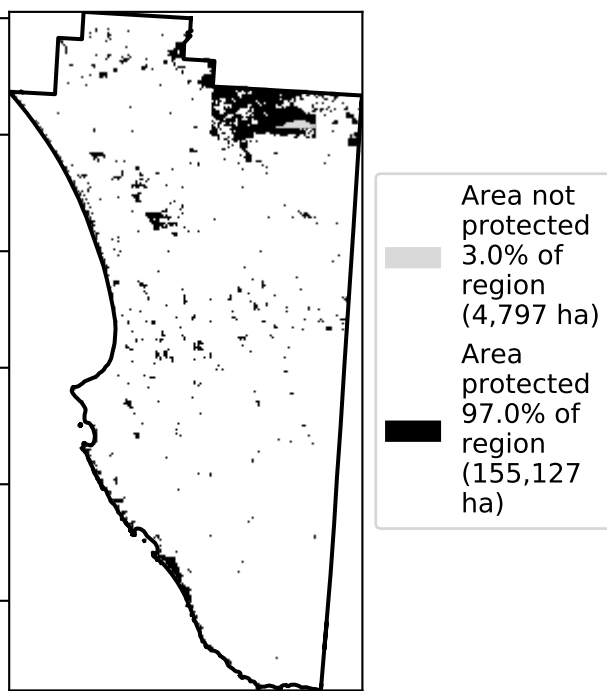 Area not
protected
3.0% of
region
(4,797 ha)
Area
protected
97.0% of
region
(155,127
ha)